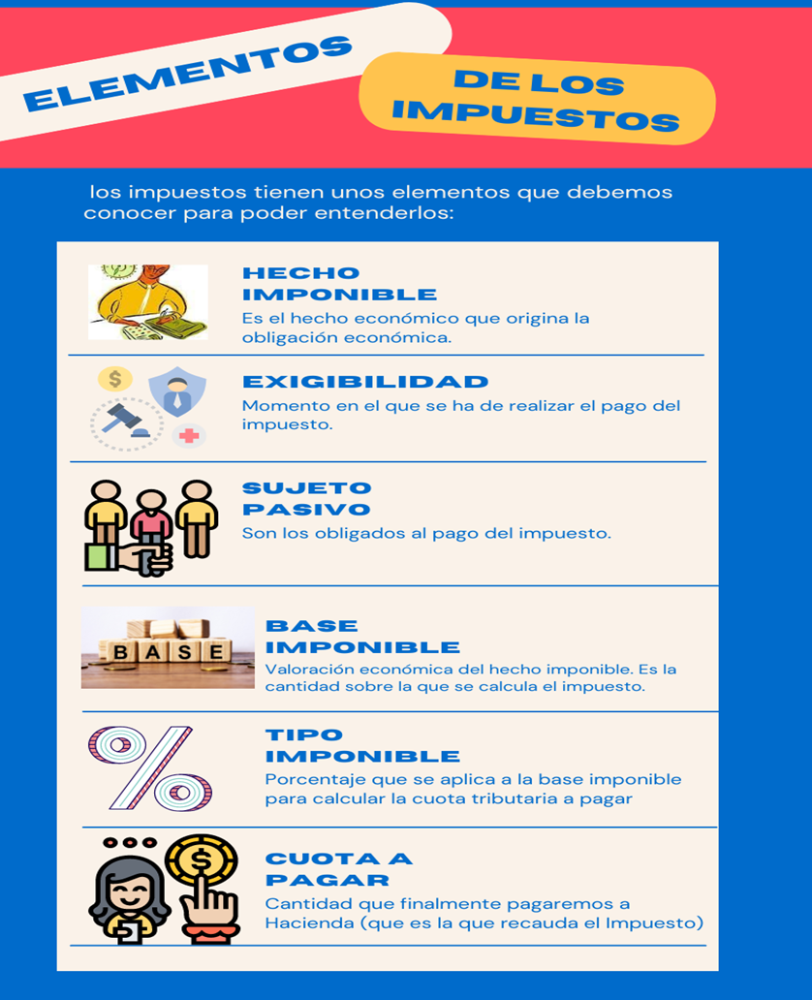 ELEMENTOS
DE LOS
IMPUESTOS
los impuestos tienen unos elementos que debemos
conocer para poder entenderlos:
HECHO
IMPONIBLE
Es el hecho económico que origina la
obligación económica.
$
EXIGIBILIDAD
Momento en el que se ha de realizar el pago del
impuesto.
SUJETO
PASIVO
Son los obligados al pago del impuesto.
BASE
BASE
IMPONIBLE
Valoración económica del hecho imponible. Es la
cantidad sobre la que se calcula el impuesto.
%
TIPO
IMPONIBLE
Porcentaje que se aplica a la base imponible
para calcular la cuota tributaria a pagar
$
CUOTA A
PAGAR
Cantidad que finalmente pagaremos a
Hacienda (que es la que recauda el Impuesto)